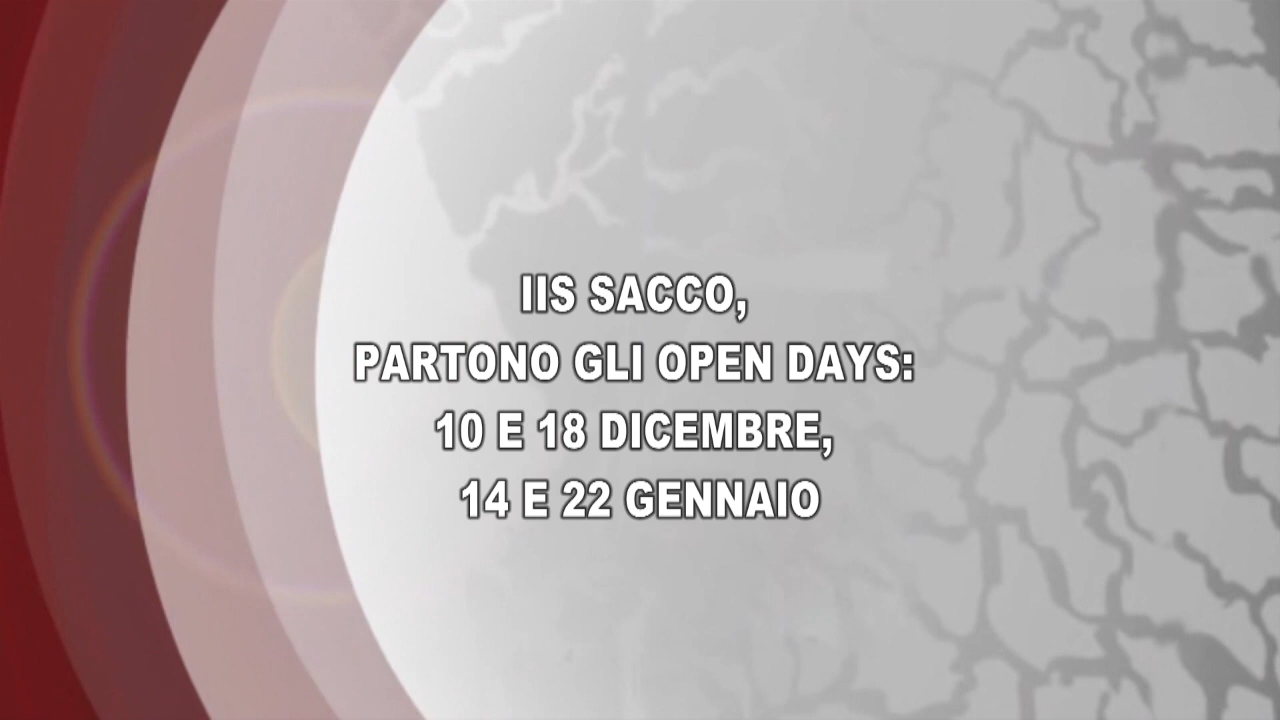 IIS SACCO,
PARTONO GLI OPEN DAYS:
10 E 18 DICEMBRE,
14 E 22 GENNAIO